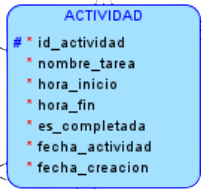 ACTIVIDAD
# * id_actividad
* nombre_tarea
* hora_inicio
* hora_fin
* es_completada
* fecha_actividad
* fecha_creacion